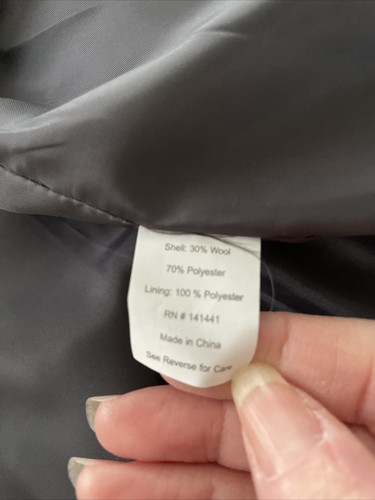 Shell: 30% Wool
70% Polyester
Lining: 100 % Polyester
RN # 141441
Made in China
See Reverse for Care